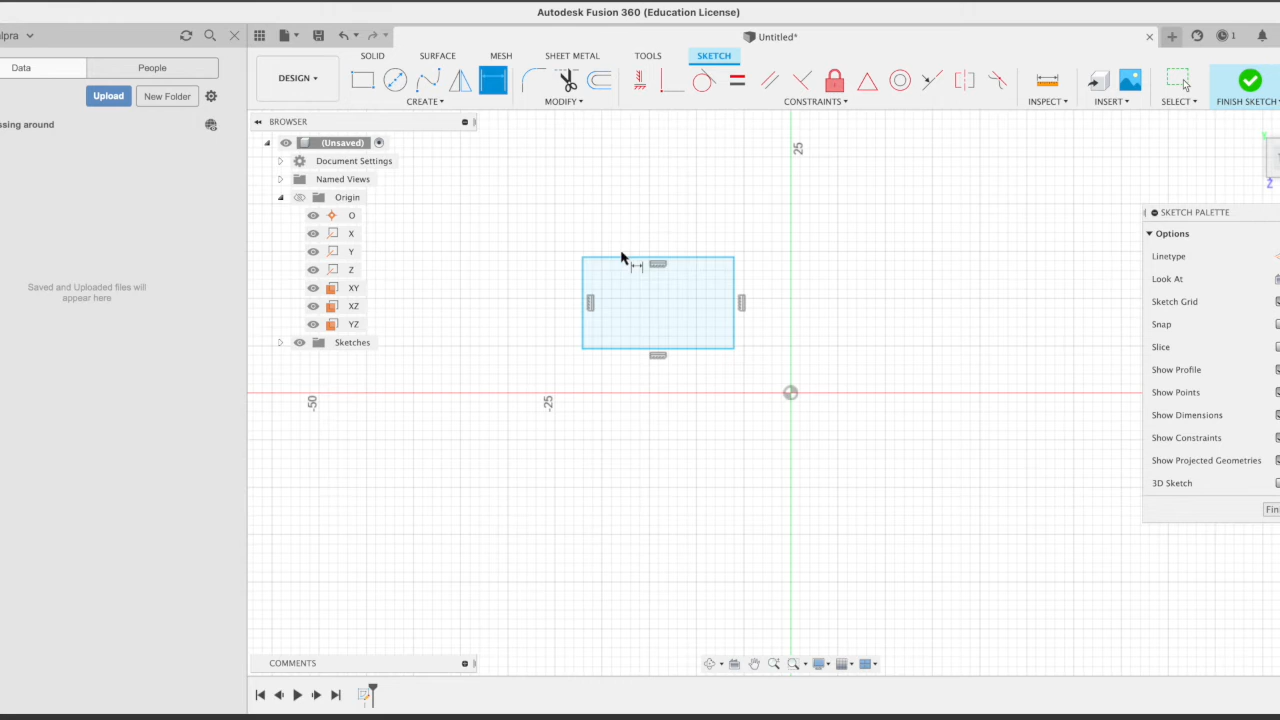 Autodesk Fusion 360 (Education License)
lpra
Untitled*
1
Data
People
Upload
New Folder
ssing around
Saved and Uploaded files will
appear here
DESIGN
SOLID
SURFACE
MESH
SHEET METAL
TOOLS
SKETCH
CREATE
MODIFY
CONSTRAINTS
INSPECT
INSERT
SELECT
FINISH SKETCH
BROWSER
(Unsaved)
Document Settings
Named Views
Origin
O
X
Y
Z
XY
XZ
YZ
Sketches
25
-50
-25
Z
SKETCH PALETTE
Options
Linetype
Look At
Sketch Grid
Snap
Slice
Show Profile
Show Points
Show Dimensions
Show Constraints
Show Projected Geometries
3D Sketch
Fin
COMMENTS